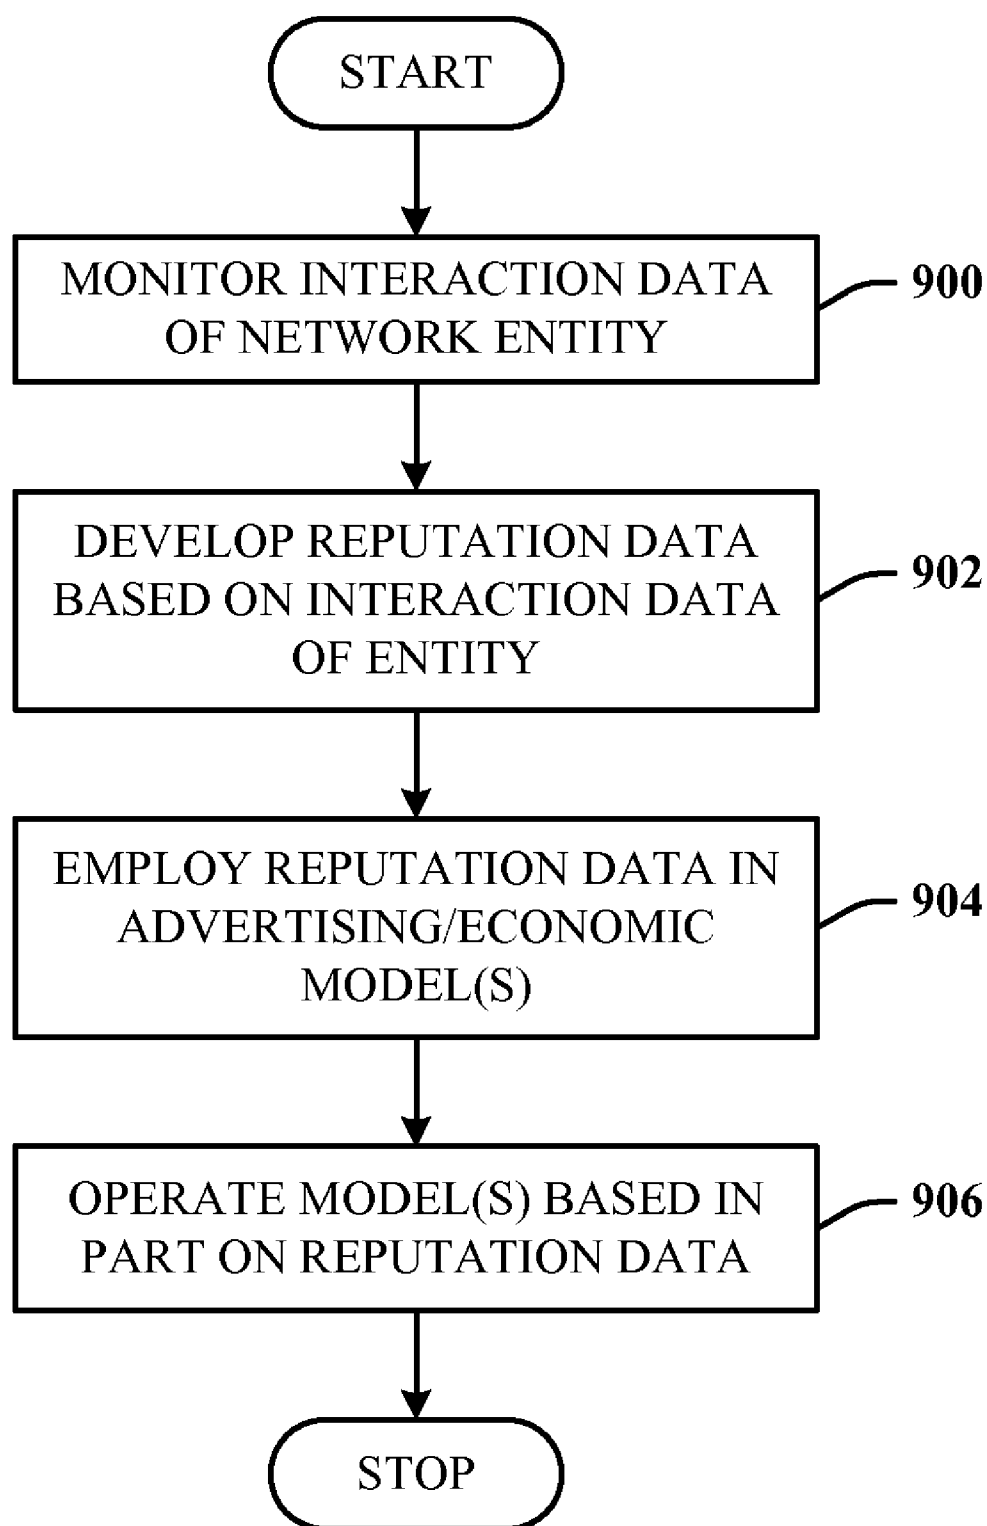 START
MONITOR INTERACTION DATA
OF NETWORK ENTITY
900
DEVELOP REPUTATION DATA
BASED ON INTERACTION DATA
OF ENTITY
902
EMPLOY REPUTATION DATA IN
ADVERTISING/ECONOMIC
MODEL(S)
904
OPERATE MODEL(S) BASED IN
PART ON REPUTATION DATA
906
STOP